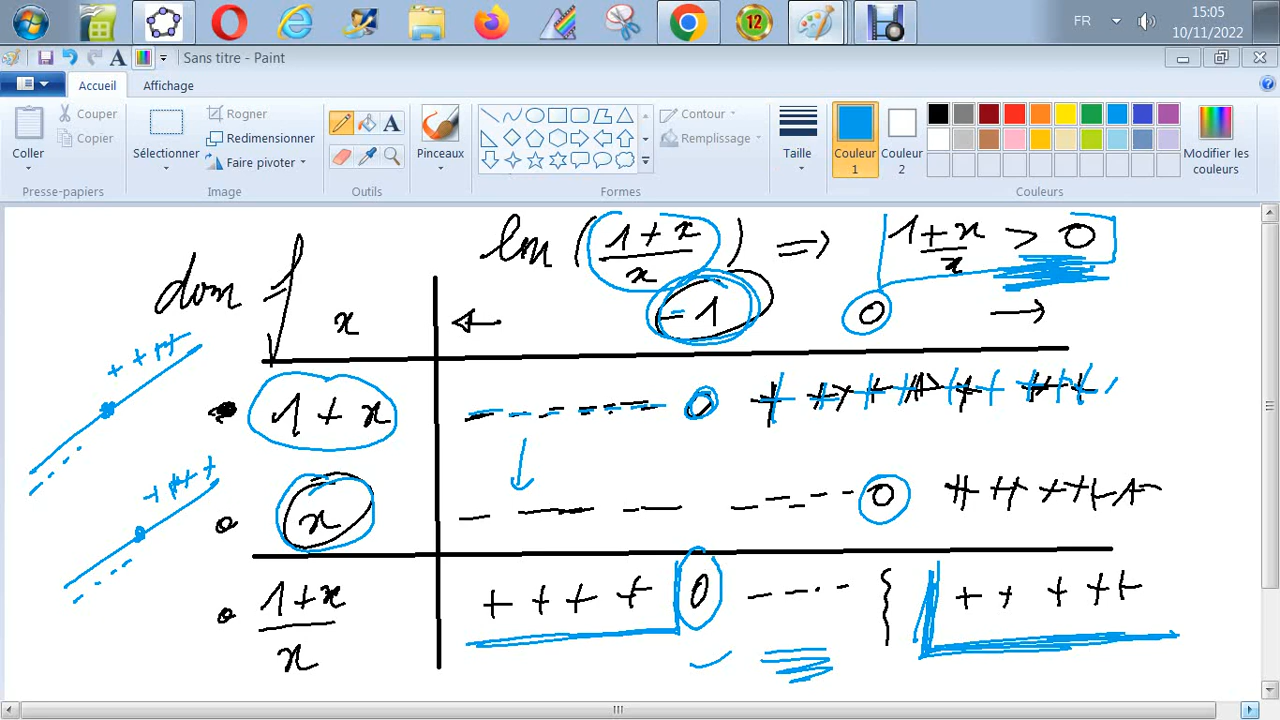 12
FR
15:05
10/11/2022
Sans titre - Paint
Accueil
Affichage
Coller
Couper
Copier
Presse-papiers
Sélectionner
Rogner
Redimensionner
Faire pivoter
Image
A
Outils
Pinceaux
Contour
Remplissage
Formes
Taille
Couleur 1
Couleur 2
Modifier les couleurs
Couleurs
dom f
ln ( (1+x)/x ) => (1+x)/x > 0
x ← -1 0 →
1+x - - - - - - 0 + + + + + + +
x - - - - - - - - 0 + + + + + +
(1+x)/x + + + + 0 - - - - { + + + + +
+ + + +
+ + + +